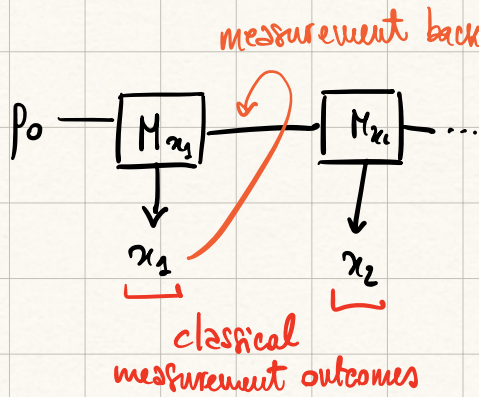 measurement back
ρ₀ M_x₁ M_x₂ ....
x₁ x₂
classical
measurement outcomes